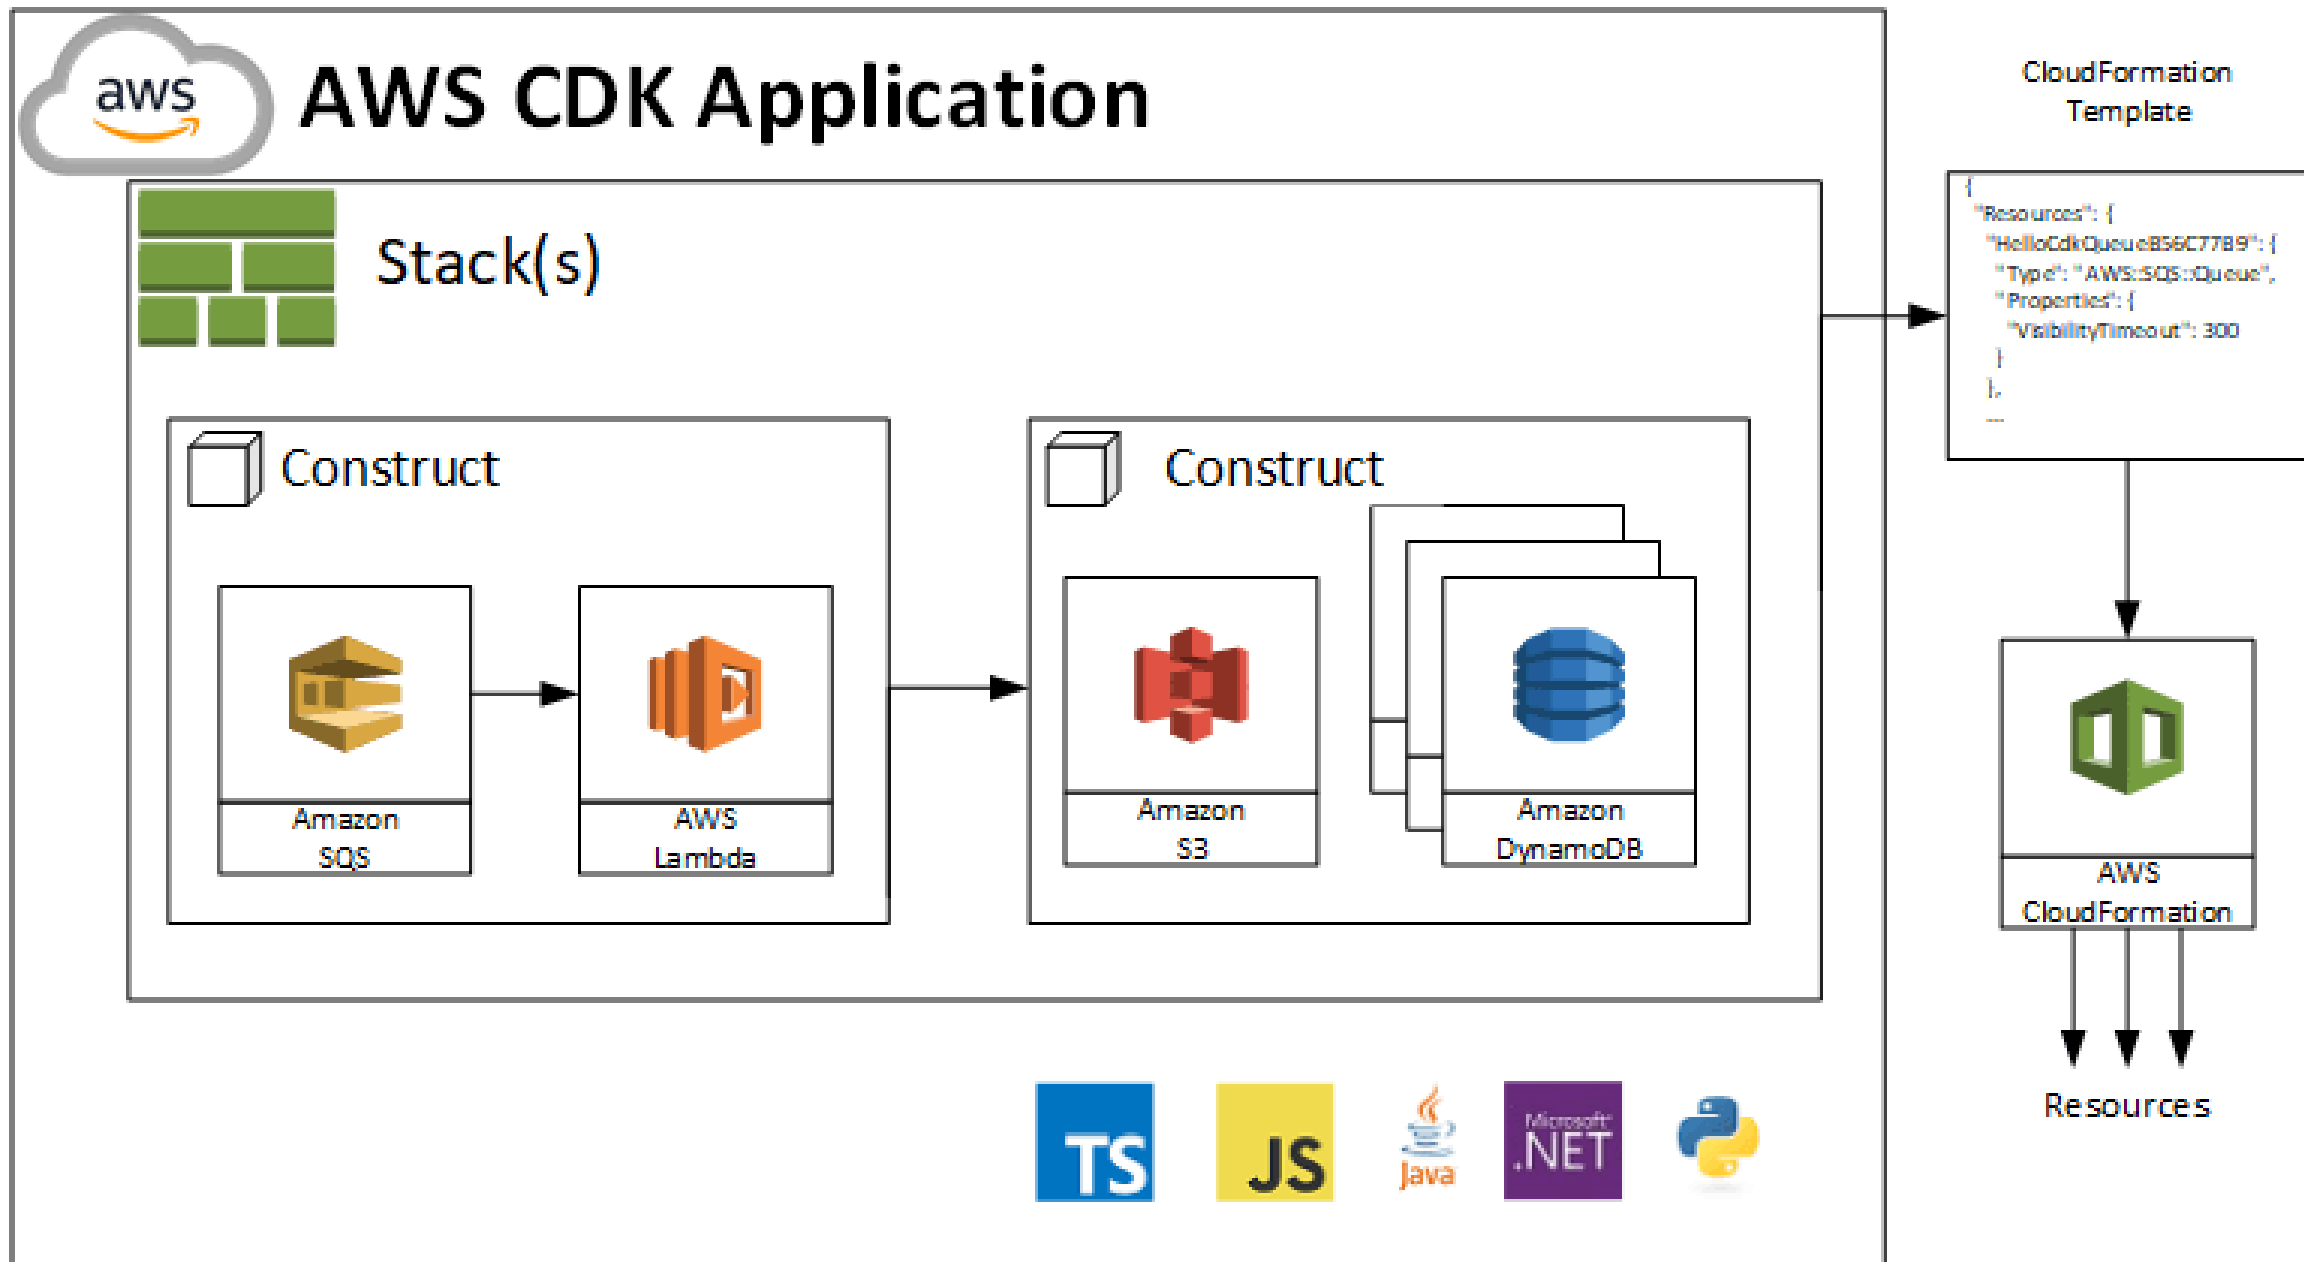 aws
AWS CDK Application
CloudFormation
Template
Stack(s)
{
"Resources": {
"HelloCdkQueueB56C77B9": {
"Type": "AWS::SQS::Queue",
"Properties": {
"VisibilityTimeout": 300
}
},
....
Construct
Construct
Amazon
SQS
AWS
Lambda
Amazon
S3
Amazon
DynamoDB
AWS
CloudFormation
Resources
TS
JS
Java
Microsoft
.NET